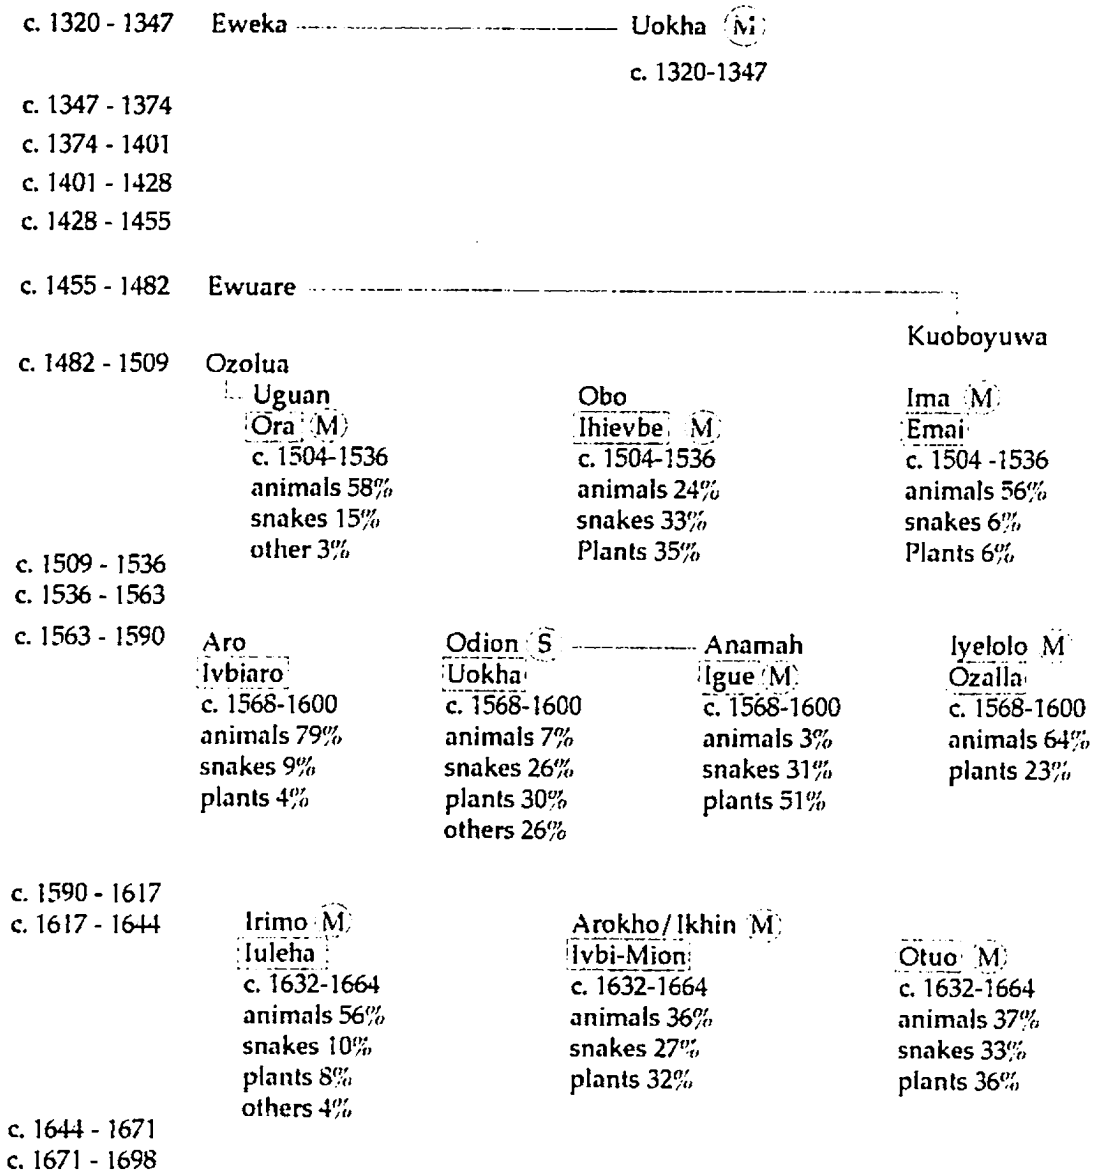 c. 1320 - 1347 Eweka Uokha M
c. 1320-1347
c. 1347 - 1374
c. 1374 - 1401
c. 1401 - 1428
c. 1428 - 1455
c. 1455 - 1482 Ewuare
Kuoboyuwa
c. 1482 - 1509 Ozolua
Uguan Obo Ima M
Ora M Ihievbe M Emai
c. 1504-1536 c. 1504-1536 c. 1504 -1536
animals 58% animals 24% animals 56%
snakes 15% snakes 33% snakes 6%
other 3% Plants 35% Plants 6%
c. 1509 - 1536
c. 1536 - 1563
c. 1563 - 1590 Aro Odion S Anamah Iyelolo M
Ivbiaro Uokha Igue M Ozalla
c. 1568-1600 c. 1568-1600 c. 1568-1600 c. 1568-1600
animals 79% animals 7% animals 3% animals 64%
snakes 9% snakes 26% snakes 31% plants 23%
plants 4% plants 30% plants 51%
others 26%
c. 1590 - 1617
c. 1617 - 1644 Irimo M Arokho/Ikhin M
Iuleha Ivbi-Mion Otuo M
c. 1632-1664 c. 1632-1664 c. 1632-1664
animals 56% animals 36% animals 37%
snakes 10% snakes 27% snakes 33%
plants 8% plants 32% plants 36%
others 4%
c. 1644 - 1671
c. 1671 - 1698